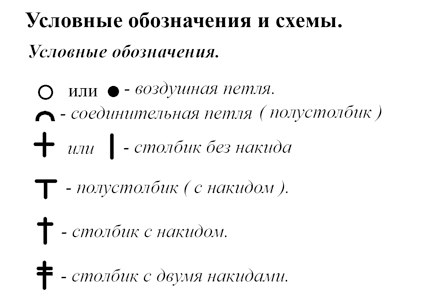 Условные обозначения и схемы.
Условные обозначения.
или - воздушная петля.
- соединительная петля ( полустолбик )
или - столбик без накида
- полустолбик ( с накидом ).
- столбик с накидом.
- столбик с двумя накидами.